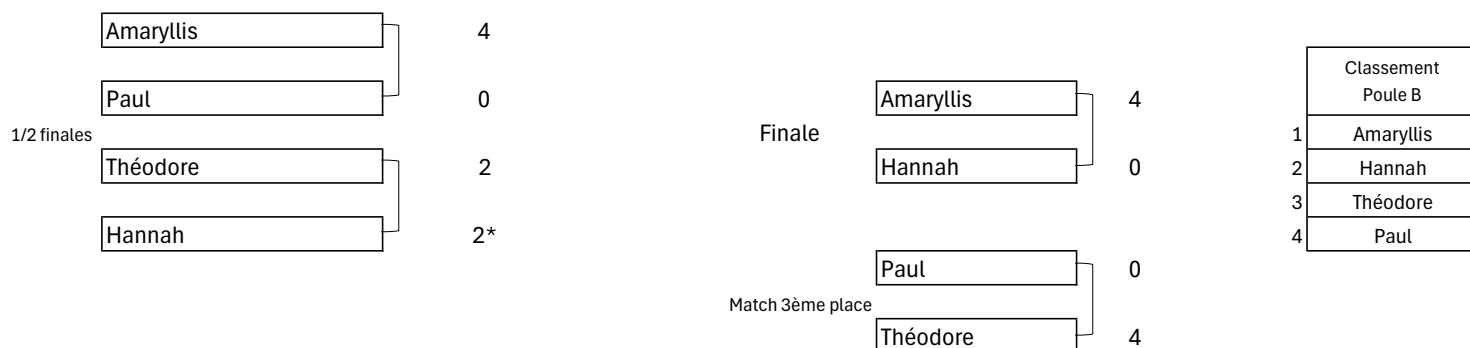 Amaryllis 4
Paul 0
1/2 finales
Théodore 2
Hannah 2*
Finale
Amaryllis 4
Hannah 0
Match 3ème place
Paul 0
Théodore 4
Classement
Poule B
1 Amaryllis
2 Hannah
3 Théodore
4 Paul